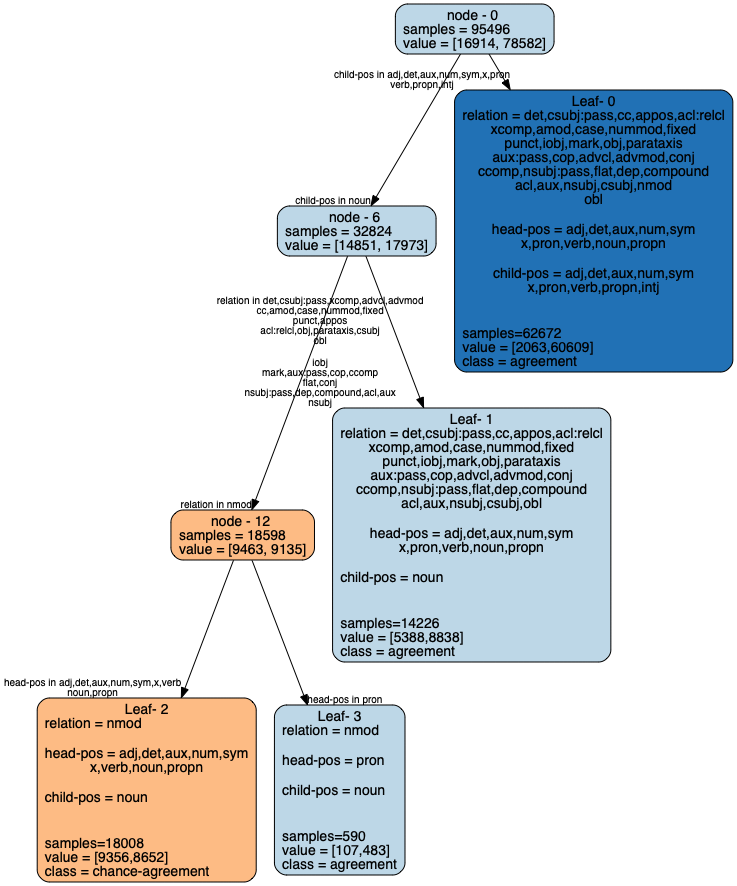 node - 0
samples = 95496
value = [16914, 78582]
child-pos in adj,det,aux,num,sym,x,pron
verb,propn,intj
Leaf- 0
relation = det,csubj:pass,cc,appos,acl:relcl
xcomp,amod,case,nummod,fixed
punct,iobj,mark,obj,parataxis
aux:pass,cop,advcl,advmod,conj
ccomp,nsubj:pass,flat,dep,compound
acl,aux,nsubj,csubj,nmod
obl
head-pos = adj,det,aux,num,sym
x,pron,verb,noun,propn
child-pos = adj,det,aux,num,sym
x,pron,verb,propn,intj
samples=62672
value = [2063,60609]
class = agreement
child-pos in noun
node - 6
samples = 32824
value = [14851, 17973]
relation in det,csubj:pass,xcomp,advcl,advmod
cc,amod,case,nummod,fixed
punct,appos
acl:relcl,obj,parataxis,csubj
obl
iobj
mark,aux:pass,cop,ccomp
flat,conj
nsubj:pass,dep,compound,acl,aux
nsubj
Leaf- 1
relation = det,csubj:pass,cc,appos,acl:relcl
xcomp,amod,case,nummod,fixed
punct,iobj,mark,obj,parataxis
aux:pass,cop,advcl,advmod,conj
ccomp,nsubj:pass,flat,dep,compound
acl,aux,nsubj,csubj,obl
head-pos = adj,det,aux,num,sym
x,pron,verb,noun,propn
child-pos = noun
samples=14226
value = [5388,8838]
class = agreement
relation in nmod
node - 12
samples = 18598
value = [9463, 9135]
head-pos in adj,det,aux,num,sym,x,verb
noun,propn
Leaf- 2
relation = nmod
head-pos = adj,det,aux,num,sym
x,verb,noun,propn
child-pos = noun
samples=18008
value = [9356,8652]
class = chance-agreement
head-pos in pron
Leaf- 3
relation = nmod
head-pos = pron
child-pos = noun
samples=590
value = [107,483]
class = agreement